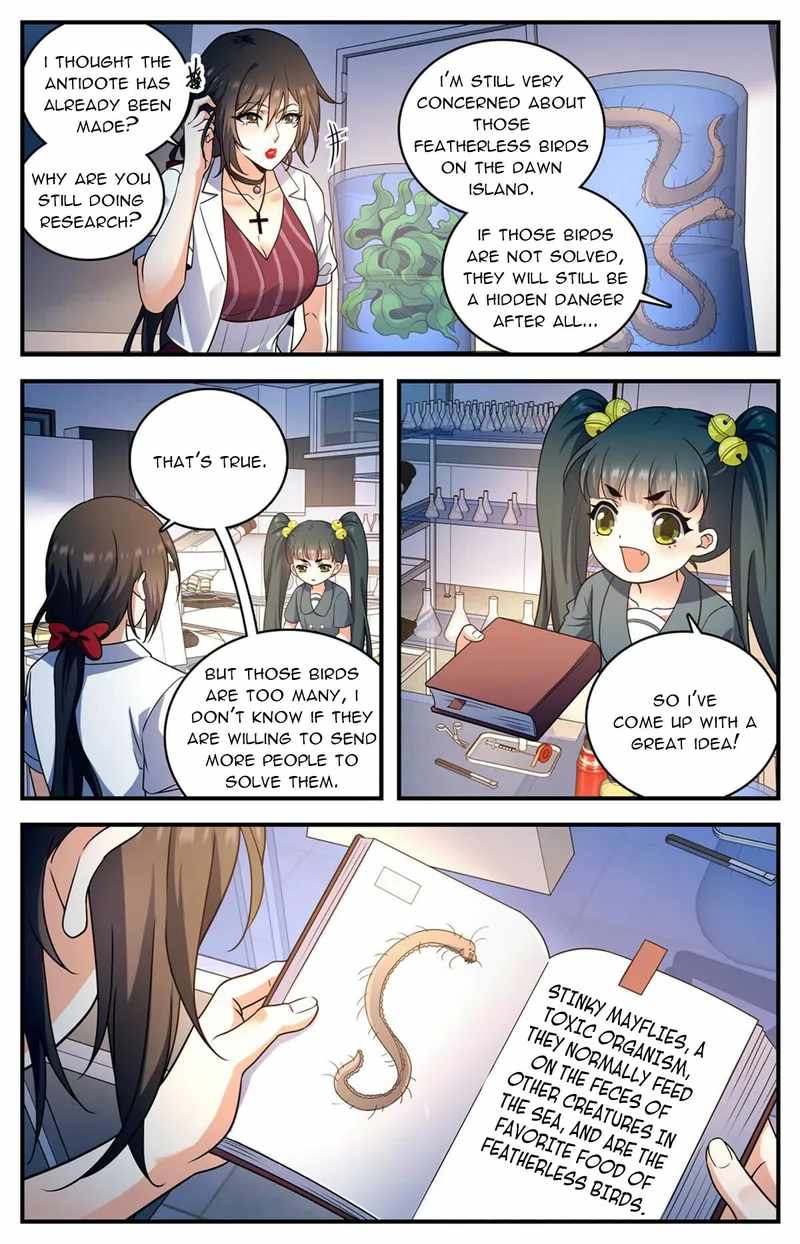 I THOUGHT THE
ANTIDOTE HAS
ALREADY BEEN
MADE?
WHY ARE YOU
STILL DOING
RESEARCH?
I'M STILL VERY
CONCERNED ABOUT
THOSE
FEATHERLESS BIRDS
ON THE DAWN
ISLAND.
IF THOSE BIRDS
ARE NOT SOLVED,
THEY WILL STILL BE
A HIDDEN DANGER
AFTER ALL...
THAT'S TRUE.
BUT THOSE BIRDS
ARE TOO MANY, I
DON'T KNOW IF THEY
ARE WILLING TO SEND
MORE PEOPLE TO
SOLVE THEM.
SO I'VE
COME UP WITH A
GREAT IDEA!
STINKY MAYFLIES, A
TOXIC ORGANISM.
THEY NORMALLY FEED
ON THE FECES OF
OTHER CREATURES IN
THE SEA, AND ARE THE
FAVORITE FOOD OF
FEATHERLESS BIRDS.